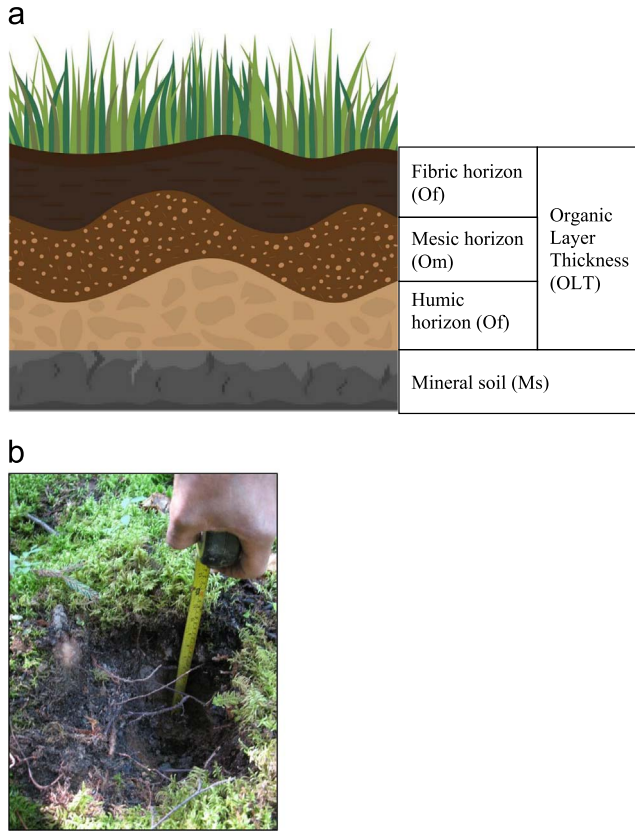 a
Fibric horizon
(Of)
Mesic horizon
(Om)
Humic
horizon (Of)
Organic
Layer
Thickness
(OLT)
Mineral soil (Ms)
b